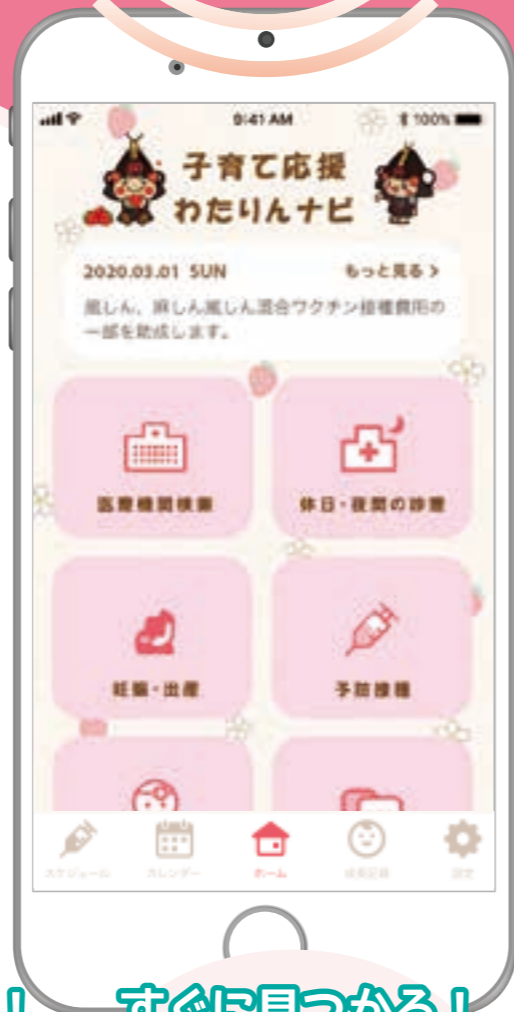 9:41 AM
100%
子育て応援
わたりんナビ
2020.03.01 SUN
もっと見る >
風しん、麻しん風しん混合ワクチン接種費用の
一部を助成します。
医療機関検索
休日・夜間の診療
妊娠・出産
予防接種
スケジュール
カレンダー
ホーム
成長記録
設定
！
すぐに見つかる！